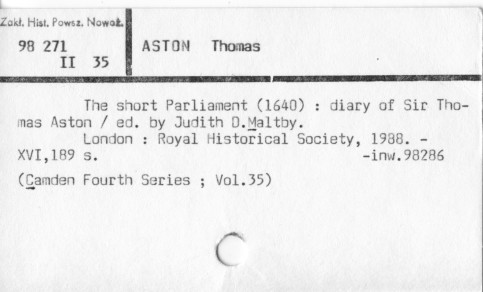 Zakł. Hist. Powsz. Nowoż.
98 271
II 35
ASTON Thomas
The short Parliament (1640) : diary of Sir Tho-
mas Aston / ed. by Judith D.Maltby.
London : Royal Historical Society, 1988. -
XVI,189 s. -inw.98286
(Camden Fourth Series ; Vol.35)